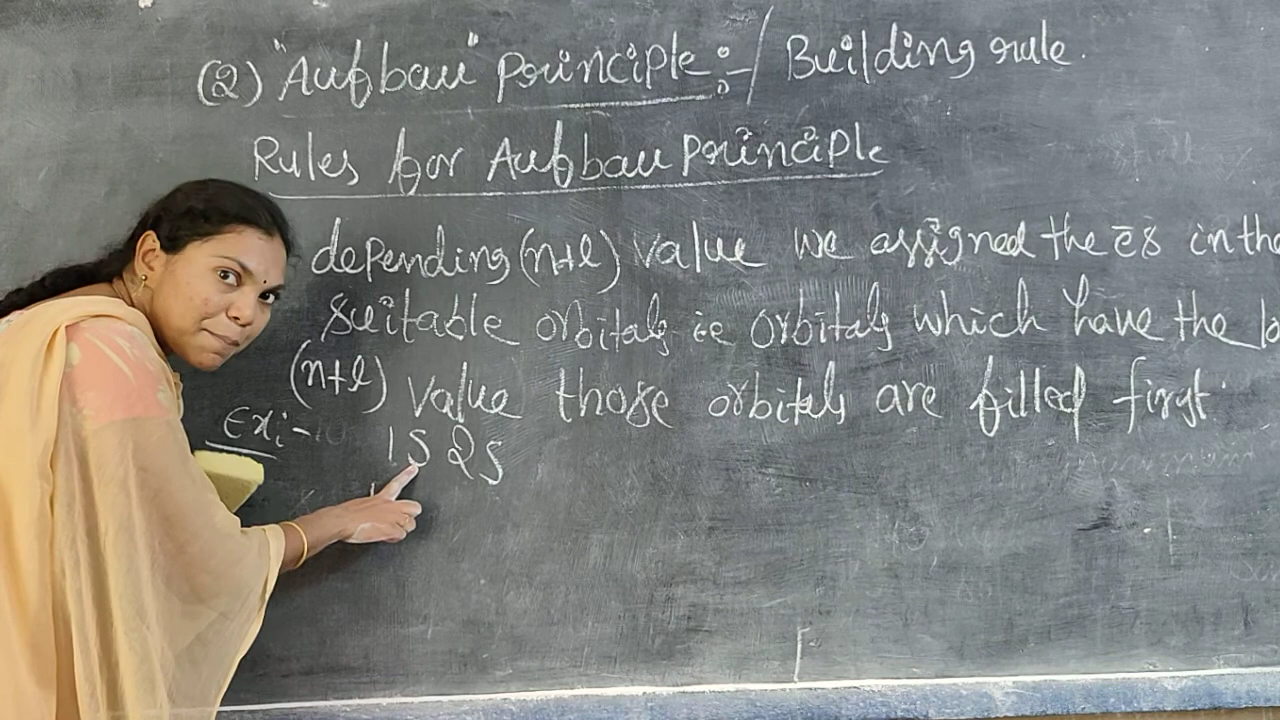 (2) "Aufbau" principle :- / Building rule.
Rules for Aufbau principle
depending (n+l) value we assigned the ēs in the
suitable orbitals ie orbitals which have the
(n+l) value those orbitals are filled first.
Ex:- 1S 2S